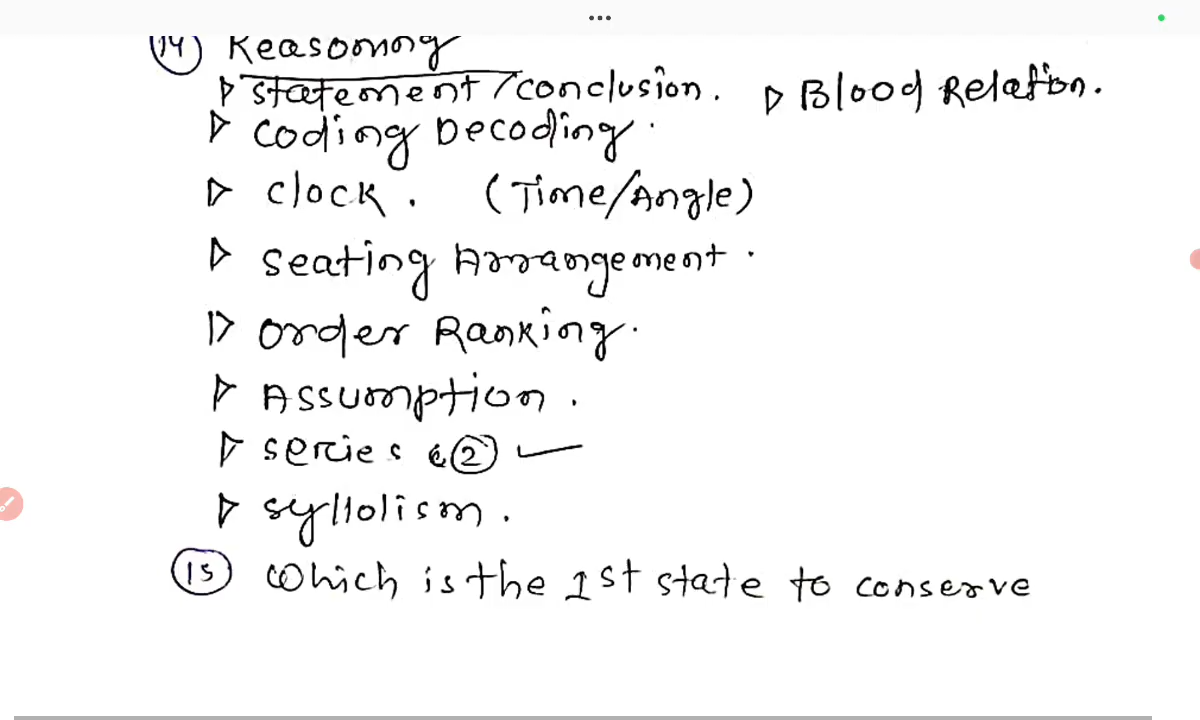 14 Reasoning
▷ Statement/conclusion. ▷ Blood Relation.
▷ Coding Decoding.
▷ Clock. (Time/Angle)
▷ Seating Arrangement.
▷ Order Ranking.
▷ Assumption.
▷ Series 2
▷ Syllolism.
15 Which is the 1st state to conserve